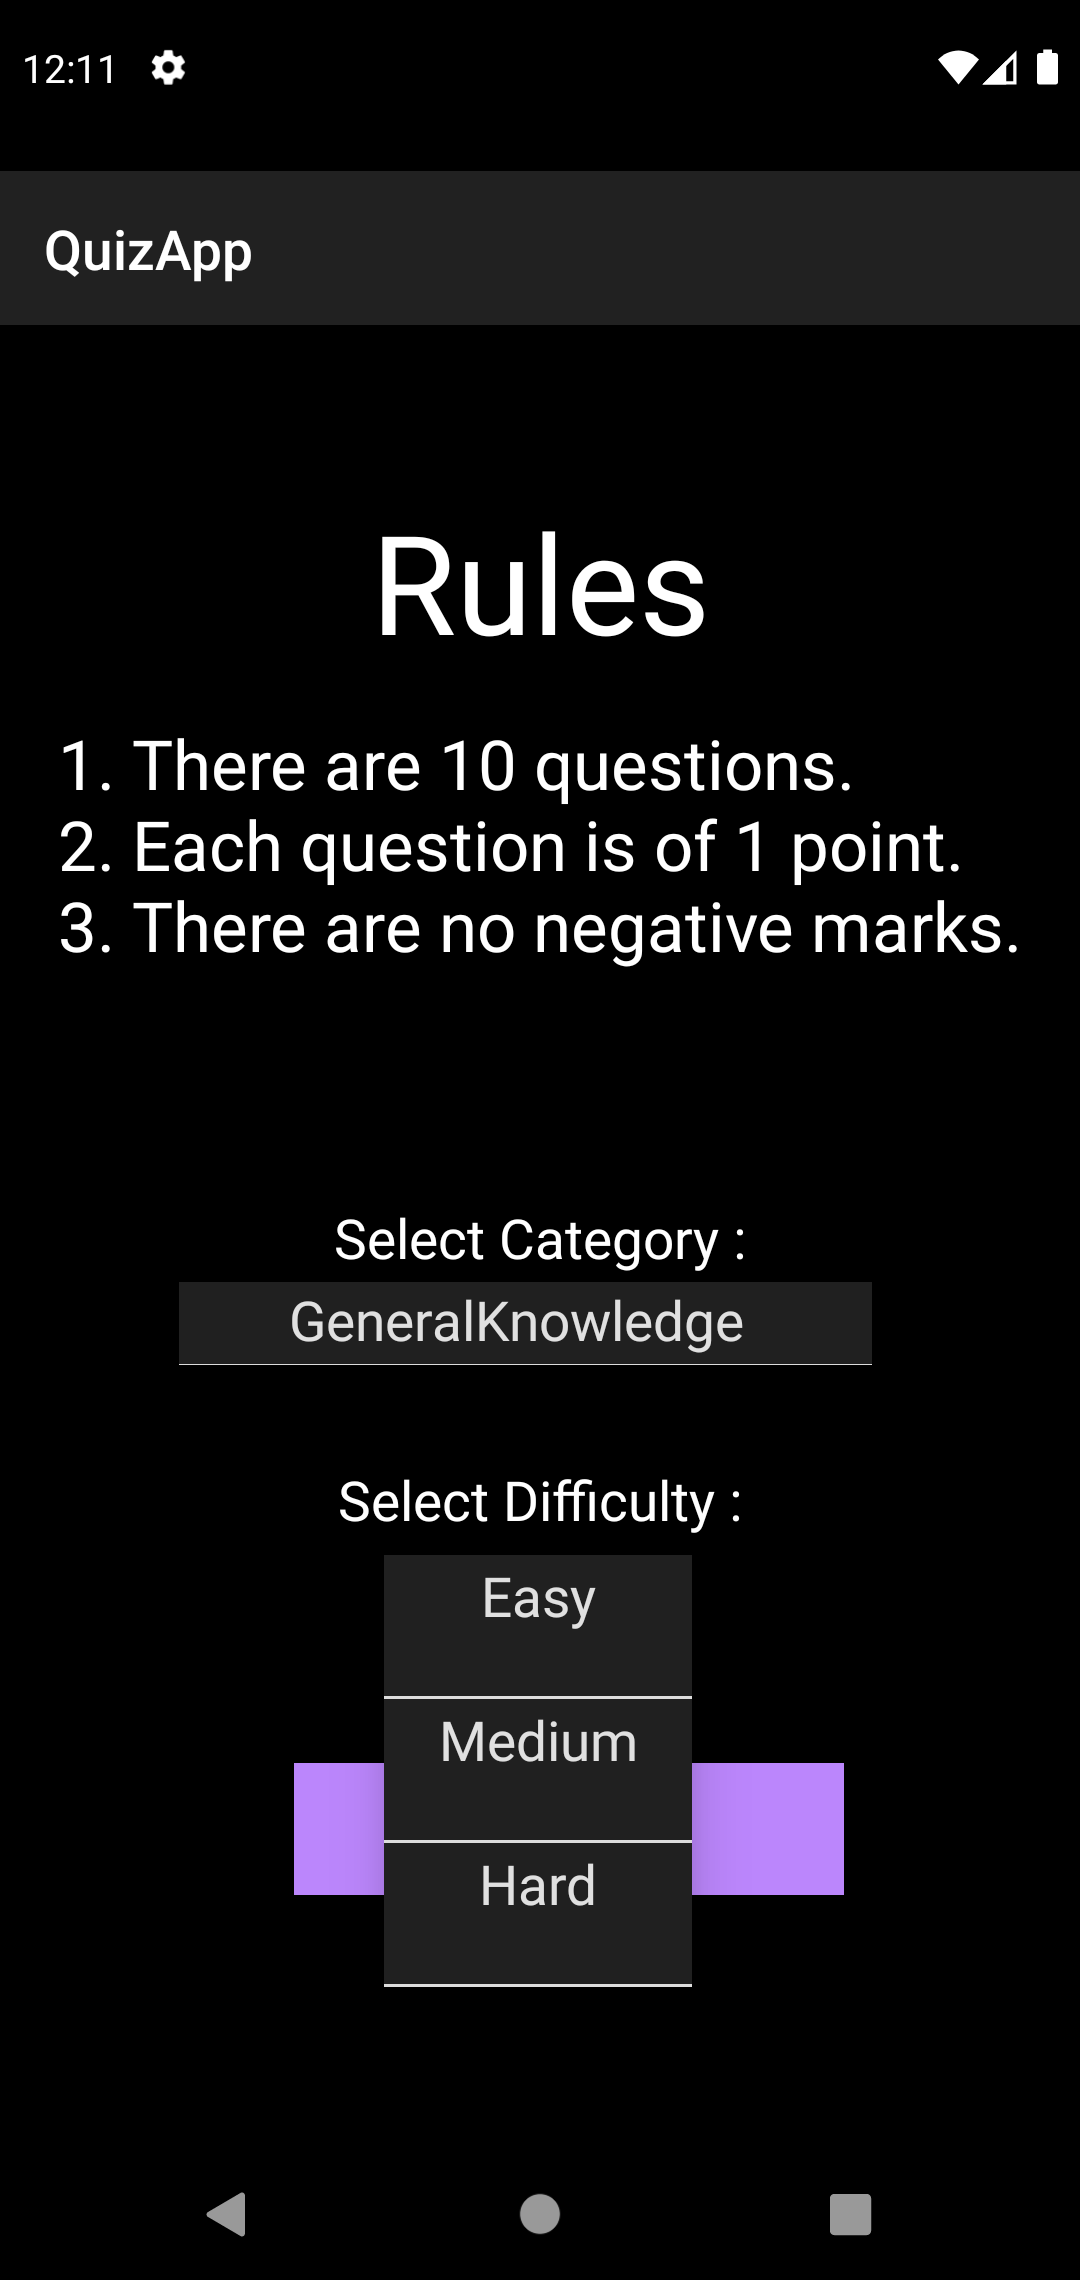 12:11
QuizApp
Rules
1. There are 10 questions.
2. Each question is of 1 point.
3. There are no negative marks.
Select Category :
GeneralKnowledge
Select Difficulty :
Easy
Medium
Hard